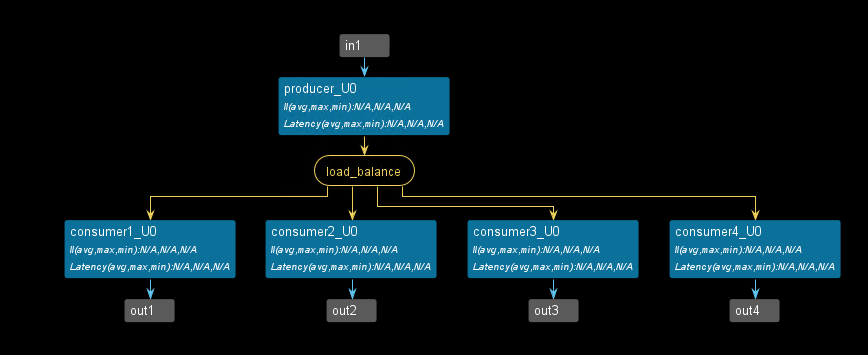 in1
producer_U0
II(avg,max,min):N/A,N/A,N/A
Latency(avg,max,min):N/A,N/A,N/A
load_balance
consumer1_U0
II(avg,max,min):N/A,N/A,N/A
Latency(avg,max,min):N/A,N/A,N/A
consumer2_U0
II(avg,max,min):N/A,N/A,N/A
Latency(avg,max,min):N/A,N/A,N/A
consumer3_U0
II(avg,max,min):N/A,N/A,N/A
Latency(avg,max,min):N/A,N/A,N/A
consumer4_U0
II(avg,max,min):N/A,N/A,N/A
Latency(avg,max,min):N/A,N/A,N/A
out1
out2
out3
out4